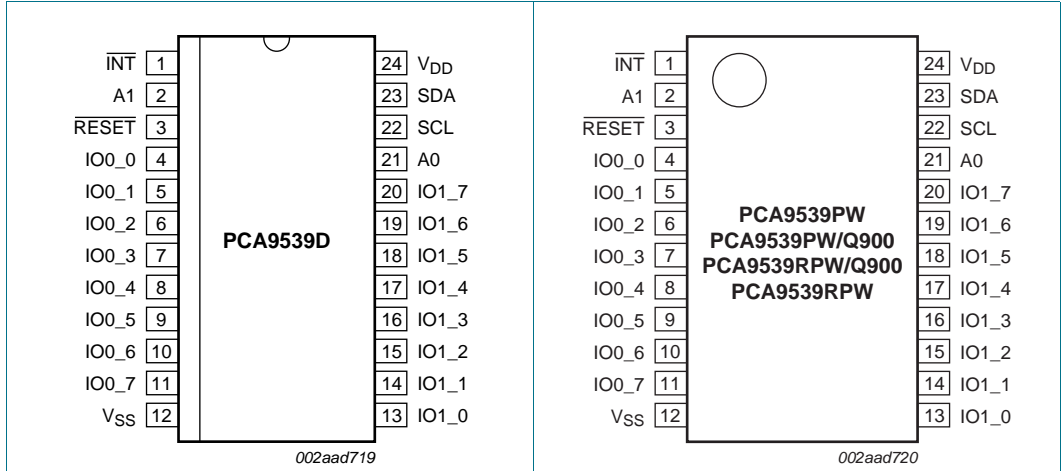 INT 1 24 VDD
A1 2 23 SDA
RESET 3 22 SCL
IO0_0 4 21 A0
IO0_1 5 20 IO1_7
IO0_2 6 19 IO1_6
IO0_3 7 18 IO1_5
IO0_4 8 17 IO1_4
IO0_5 9 16 IO1_3
IO0_6 10 15 IO1_2
IO0_7 11 14 IO1_1
VSS 12 13 IO1_0
PCA9539D
002aad719
INT 1 24 VDD
A1 2 23 SDA
RESET 3 22 SCL
IO0_0 4 21 A0
IO0_1 5 20 IO1_7
IO0_2 6 19 IO1_6
IO0_3 7 18 IO1_5
IO0_4 8 17 IO1_4
IO0_5 9 16 IO1_3
IO0_6 10 15 IO1_2
IO0_7 11 14 IO1_1
VSS 12 13 IO1_0
PCA9539PW
PCA9539PW/Q900
PCA9539RPW/Q900
PCA9539RPW
002aad720